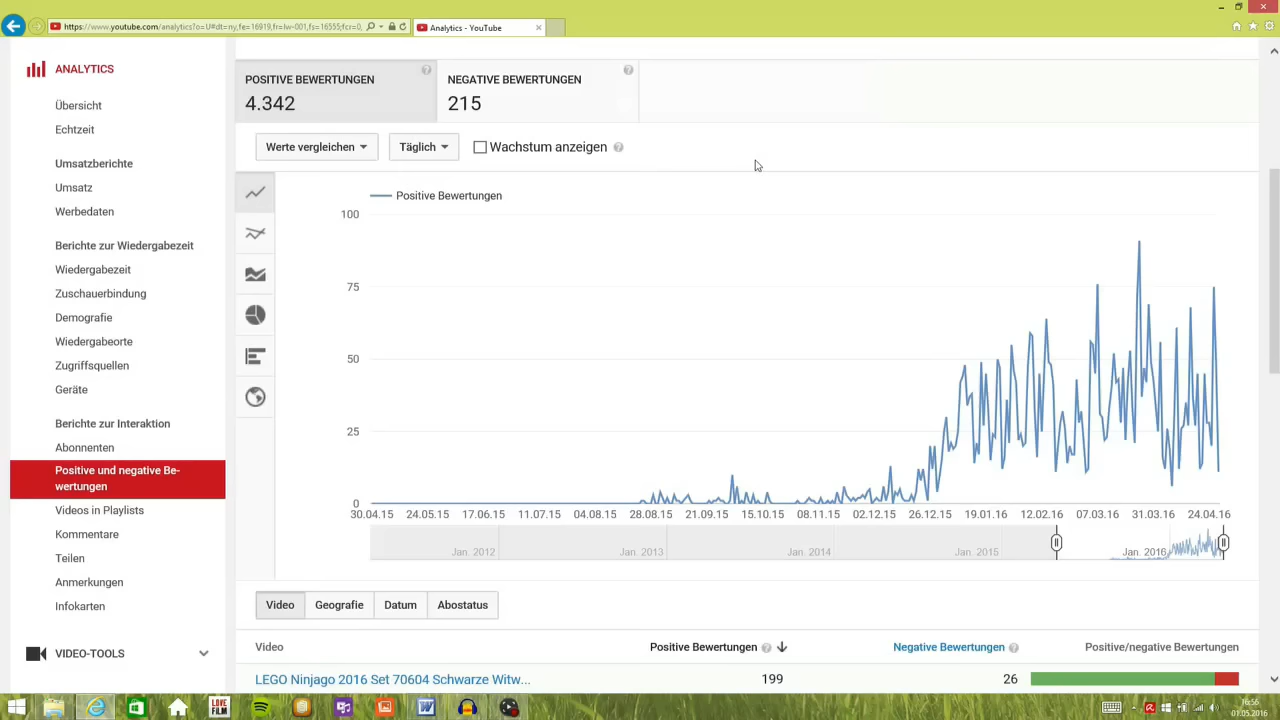 https://www.youtube.com/analytics?o=U#dt=ny,fe=16919,fr=lw-001,fs=16555;fcr=0,
Analytics - YouTube
ANALYTICS
Übersicht
Echtzeit
Umsatzberichte
Umsatz
Werbedaten
Berichte zur Wiedergabezeit
Wiedergabezeit
Zuschauerbindung
Demografie
Wiedergabeorte
Zugriffsquellen
Geräte
Berichte zur Interaktion
Abonnenten
Positive und negative Be-
wertungen
Videos in Playlists
Kommentare
Teilen
Anmerkungen
Infokarten
VIDEO-TOOLS
POSITIVE BEWERTUNGEN
4.342
NEGATIVE BEWERTUNGEN
215
Werte vergleichen
Täglich
Wachstum anzeigen
Positive Bewertungen
100
75
50
25
0
30.04.15 24.05.15 17.06.15 11.07.15 04.08.15 28.08.15 21.09.15 15.10.15 08.11.15 02.12.15 26.12.15 19.01.16 12.02.16 07.03.16 31.03.16 24.04.16
Jan. 2012 Jan. 2013 Jan. 2014 Jan. 2015 Jan. 2016
Video Geografie Datum Abostatus
Video Positive Bewertungen Negative Bewertungen Positive/negative Bewertungen
LEGO Ninjago 2016 Set 70604 Schwarze Witw... 199 26
LOVE
FiLM
16:56
01.05.2016